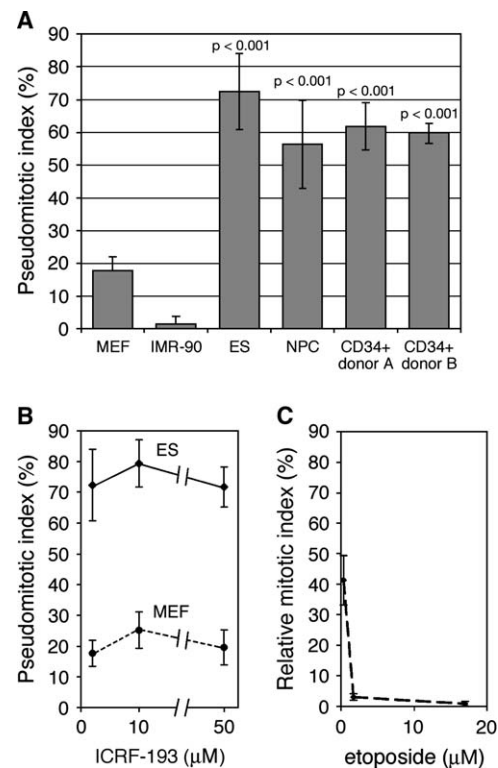 A
Pseudomitotic index (%)
90
80
70
60
50
40
30
20
10
0
p < 0.001
p < 0.001
p < 0.001
p < 0.001
MEF IMR-90 ES NPC CD34+ CD34+
donor A donor B
B
Pseudomitotic index (%)
90
80
70
60
50
40
30
20
10
0
ES
MEF
0 10 50
ICRF-193 (μM)
C
Relative mitotic index (%)
90
80
70
60
50
40
30
20
10
0
0 10 20
etoposide (μM)